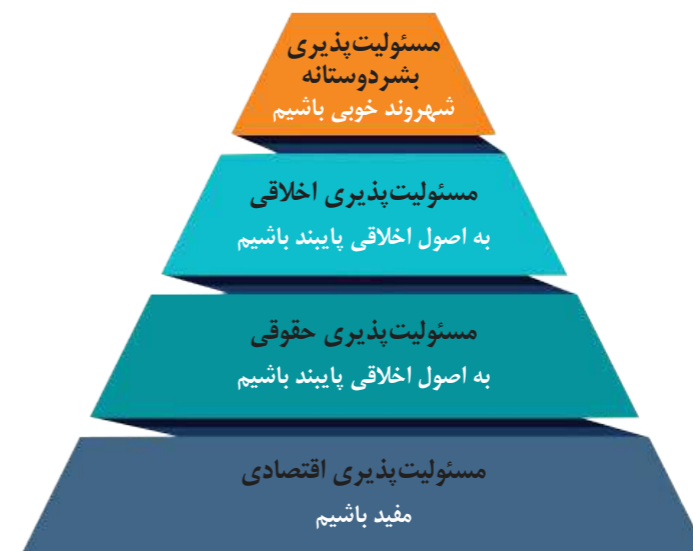 مسئولیت‌پذیری
بشردوستانه
شهروند خوبی باشیم
مسئولیت‌پذیری اخلاقی
به اصول اخلاقی پایبند باشیم
مسئولیت‌پذیری حقوقی
به اصول اخلاقی پایبند باشیم
مسئولیت‌پذیری اقتصادی
مفید باشیم